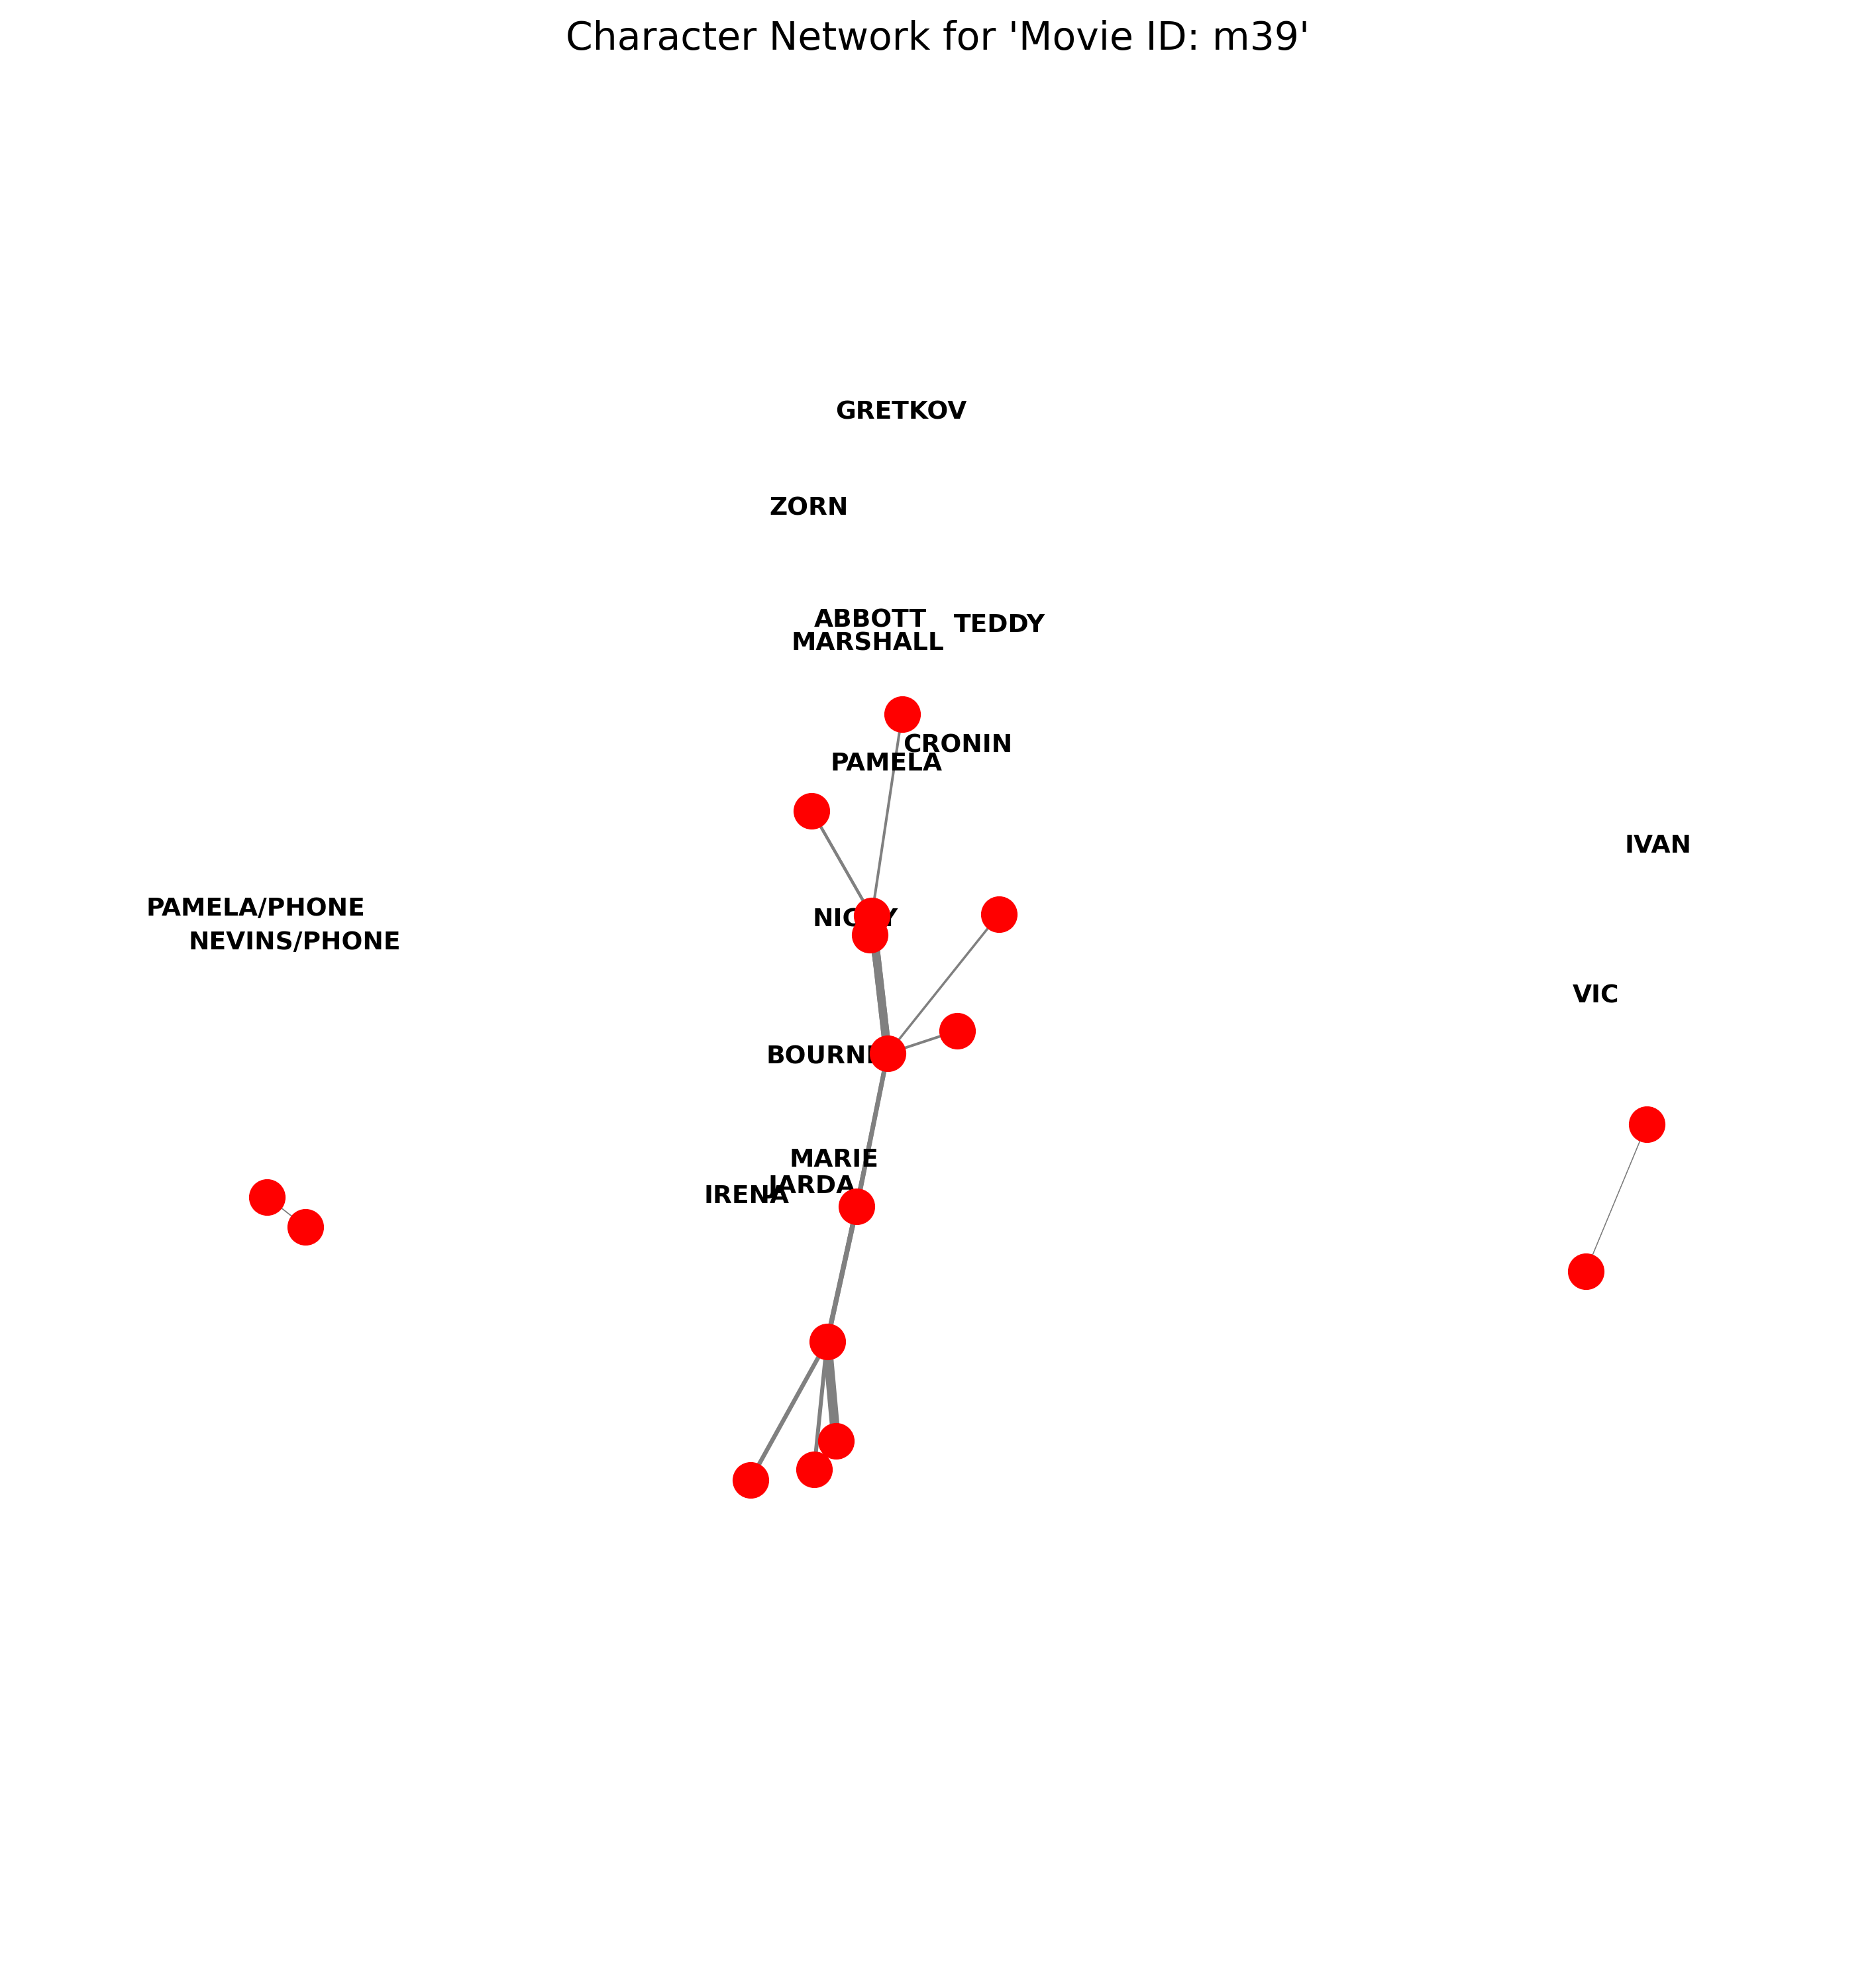 Character Network for 'Movie ID: m39'
GRETKOV
ZORN
ABBOTT
TEDDY
MARSHALL
CRONIN
PAMELA
IVAN
PAMELA/PHONE
NICKY
NEVINS/PHONE
VIC
BOURNE
MARIE
JARDA
IRENA